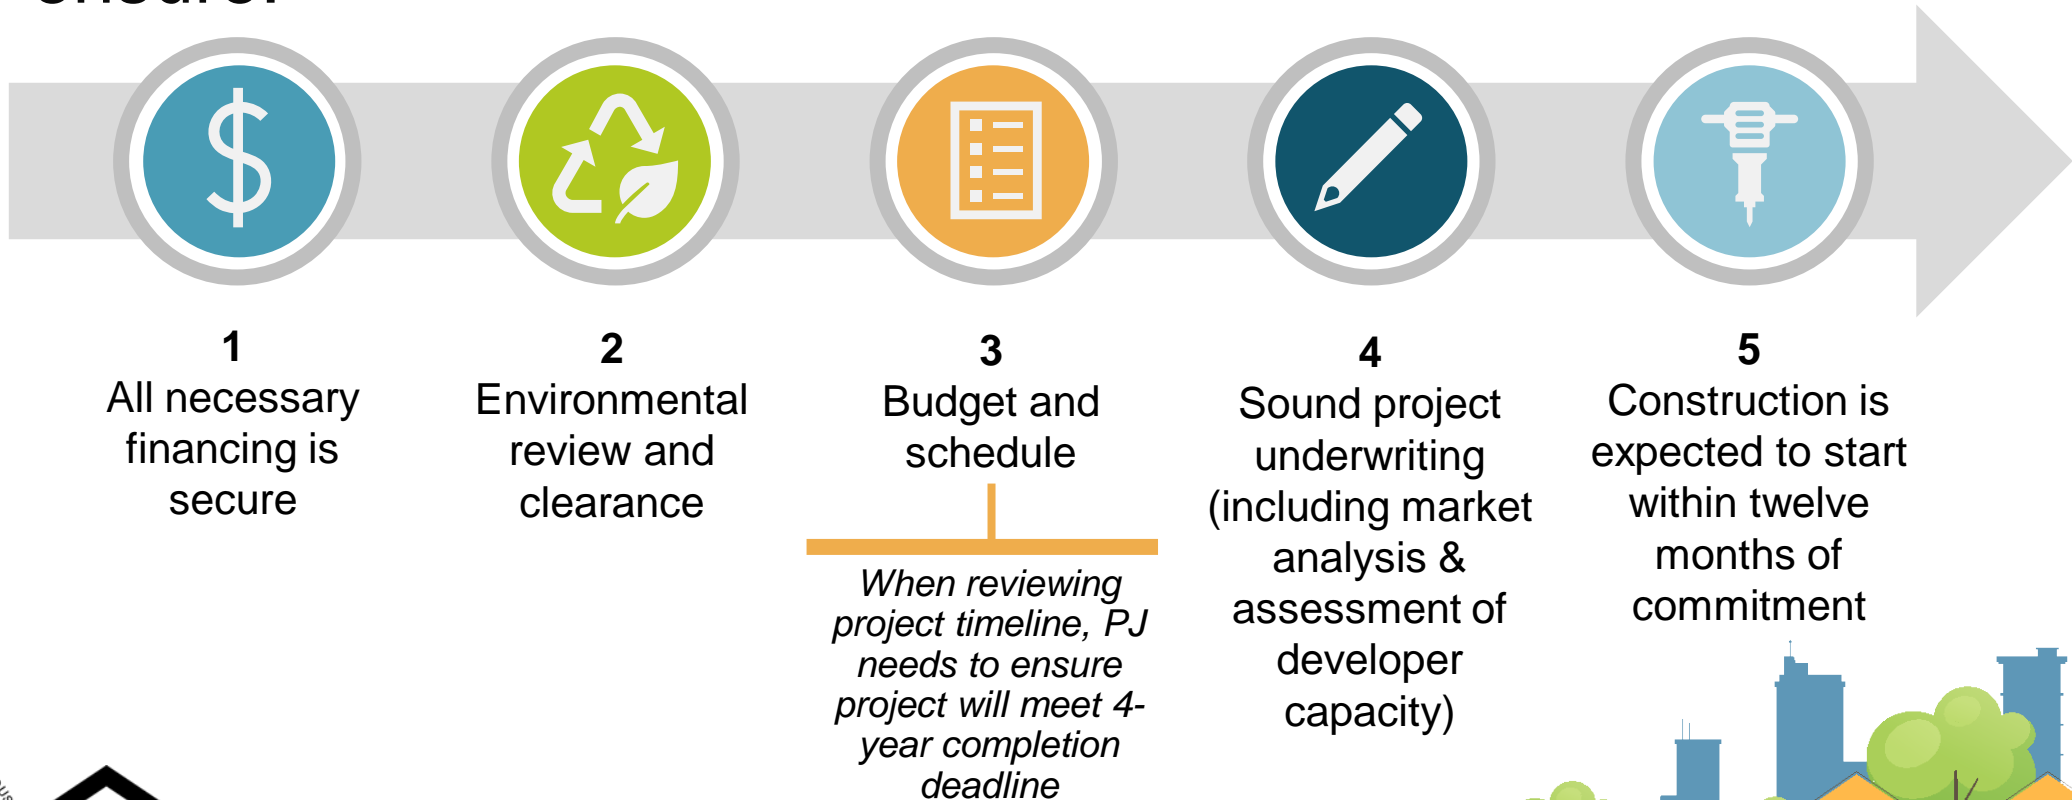 ensure:
1
All necessary
financing is
secure
2
Environmental
review and
clearance
3
Budget and
schedule
When reviewing
project timeline, PJ
needs to ensure
project will meet 4-
year completion
deadline
4
Sound project
underwriting
(including market
analysis &
assessment of
developer
capacity)
5
Construction is
expected to start
within twelve
months of
commitment